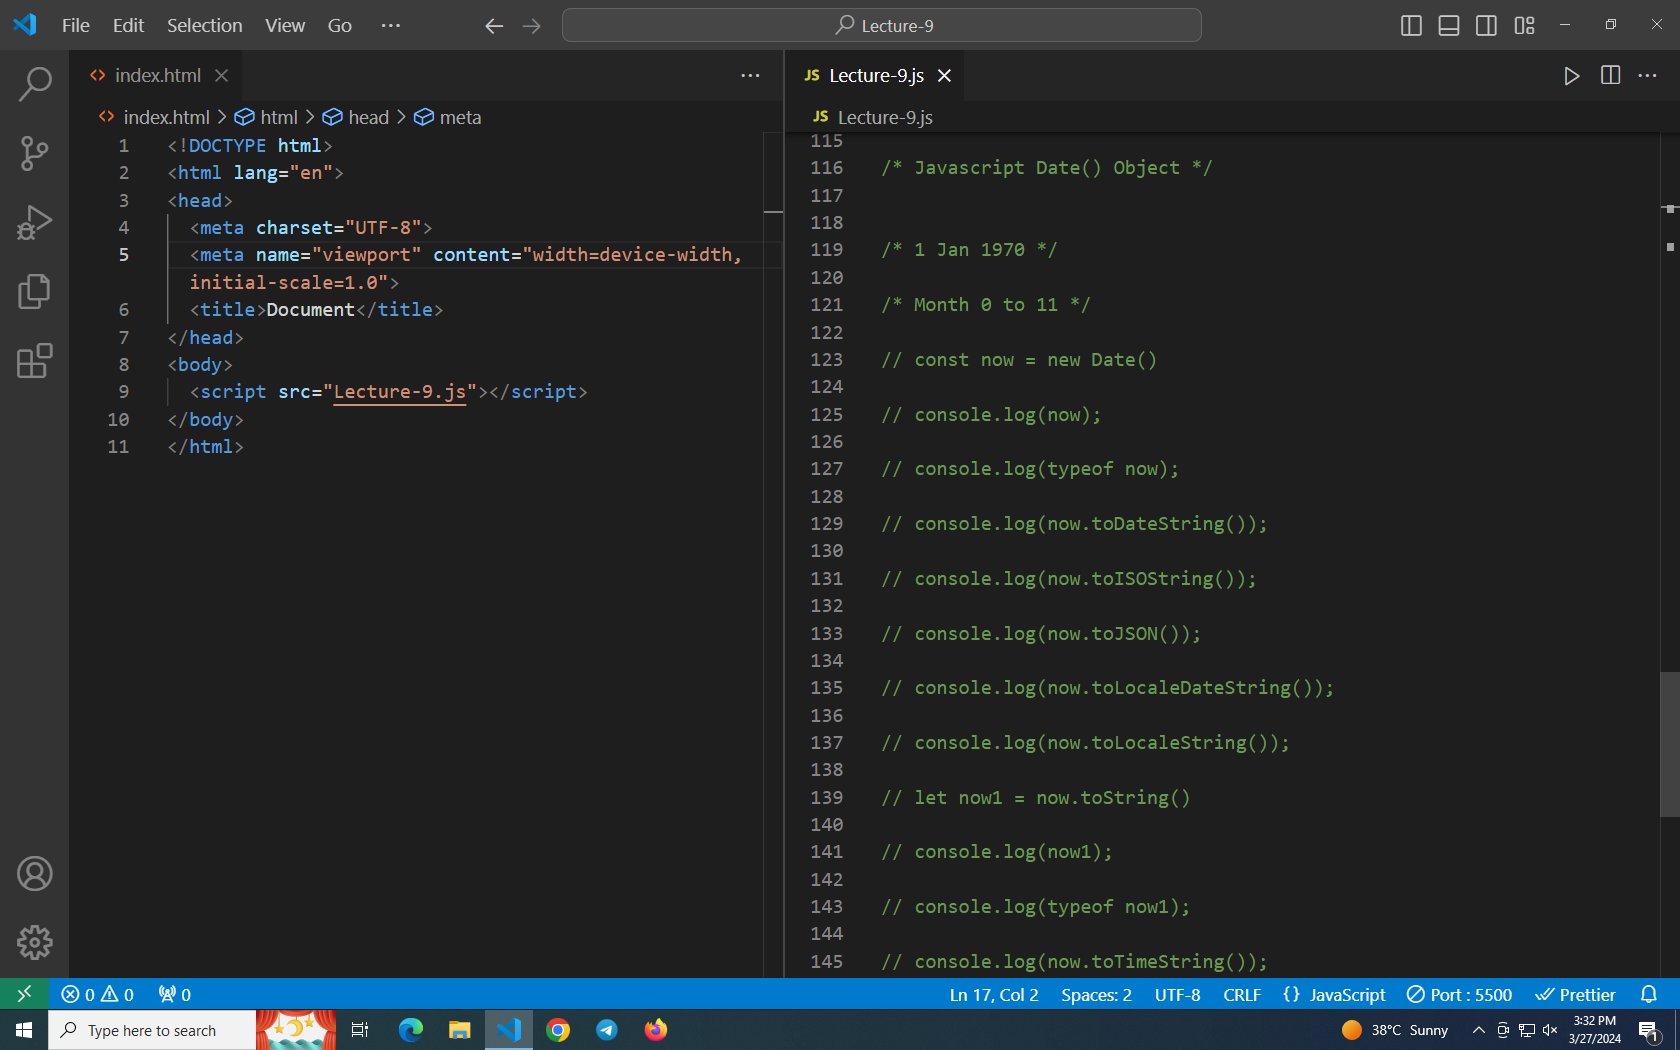 File Edit Selection View Go ···
Lecture-9
index.html
index.html > html > head > meta
1 <!DOCTYPE html>
2 <html lang="en">
3 <head>
4 <meta charset="UTF-8">
5 <meta name="viewport" content="width=device-width,
initial-scale=1.0">
6 <title>Document</title>
7 </head>
8 <body>
9 <script src="Lecture-9.js"></script>
10 </body>
11 </html>
JS Lecture-9.js
JS Lecture-9.js
115
116 /* Javascript Date() Object */
117
118
119 /* 1 Jan 1970 */
120
121 /* Month 0 to 11 */
122
123 // const now = new Date()
124
125 // console.log(now);
126
127 // console.log(typeof now);
128
129 // console.log(now.toDateString());
130
131 // console.log(now.toISOString());
132
133 // console.log(now.toJSON());
134
135 // console.log(now.toLocaleDateString());
136
137 // console.log(now.toLocaleString());
138
139 // let now1 = now.toString()
140
141 // console.log(now1);
142
143 // console.log(typeof now1);
144
145 // console.log(now.toTimeString());
0 0 0 Ln 17, Col 2 Spaces: 2 UTF-8 CRLF {} JavaScript Port : 5500 Prettier
Type here to search 38°C Sunny 3:32 PM
3/27/2024 1